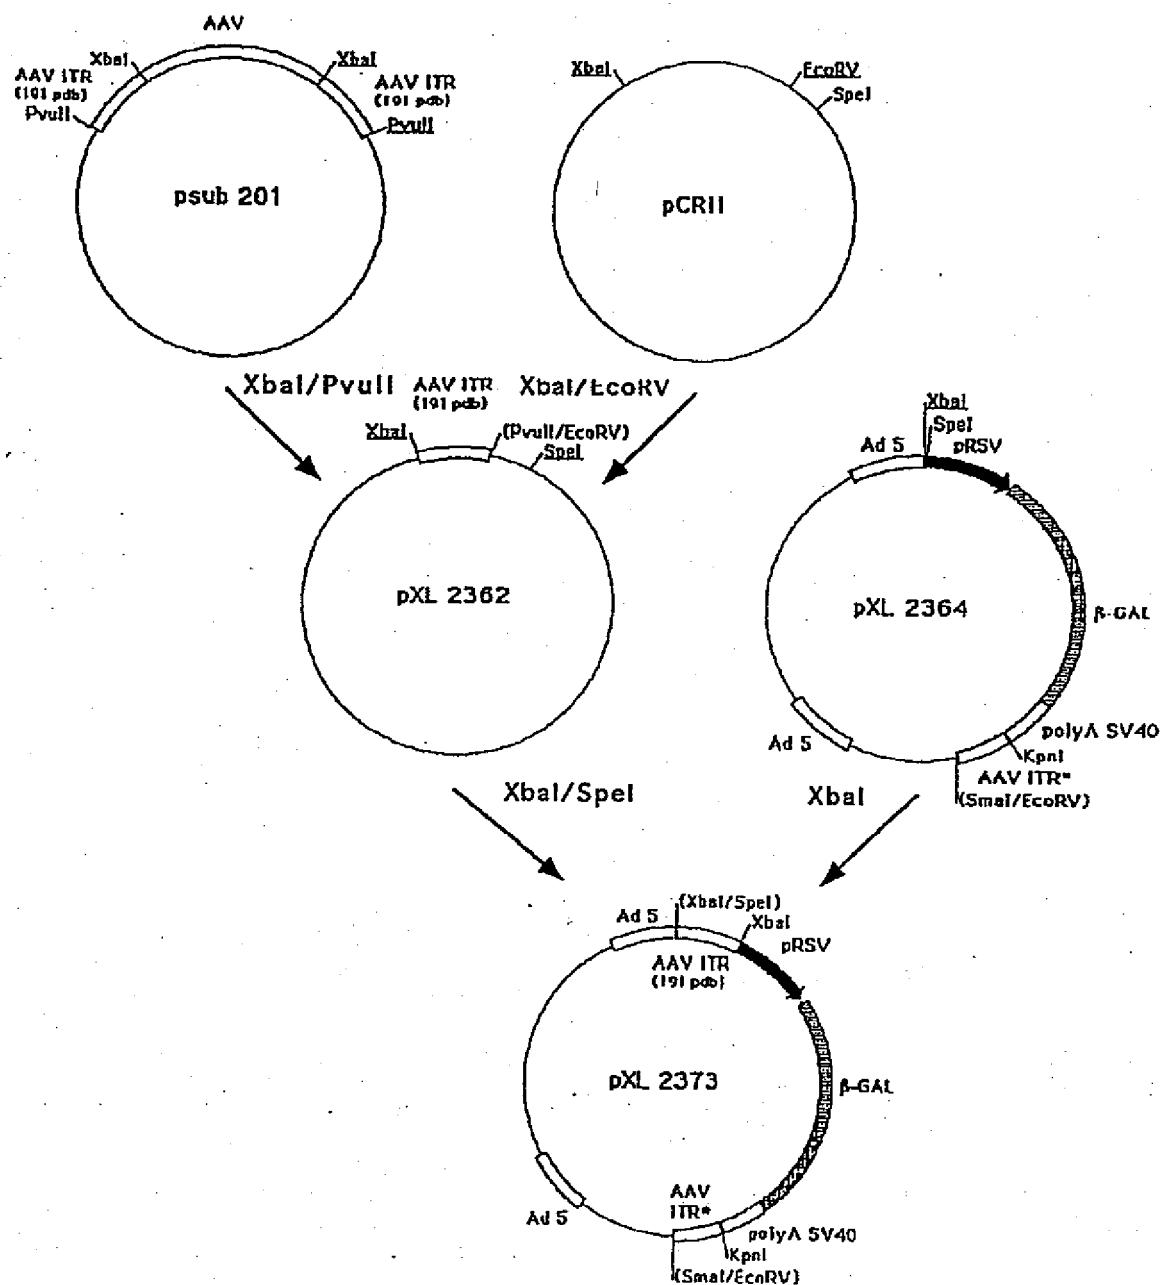 AAV
XbaI
XbaI
AAV ITR
(191 pdb)
PvuII
AAV ITR
(191 pdb)
PvuII
psub 201
XbaI
EcoRV
SpeI
pCRII
XbaI/PvuII
AAV ITR
(191 pdb)
XbaI/EcoRV
XbaI
(PvuII/EcoRV)
SpeI
pXL 2362
XbaI
SpeI
pRSV
Ad 5
pXL 2364
β-GAL
polyA SV40
KpnI
AAV ITR*
(SmaI/EcoRV)
Ad 5
XbaI/SpeI
XbaI
(XbaI/SpeI)
Ad 5
XbaI
pRSV
AAV ITR
(191 pdb)
pXL 2373
β-GAL
Ad 5
AAV
ITR*
polyA SV40
KpnI
(SmaI/EcoRV)